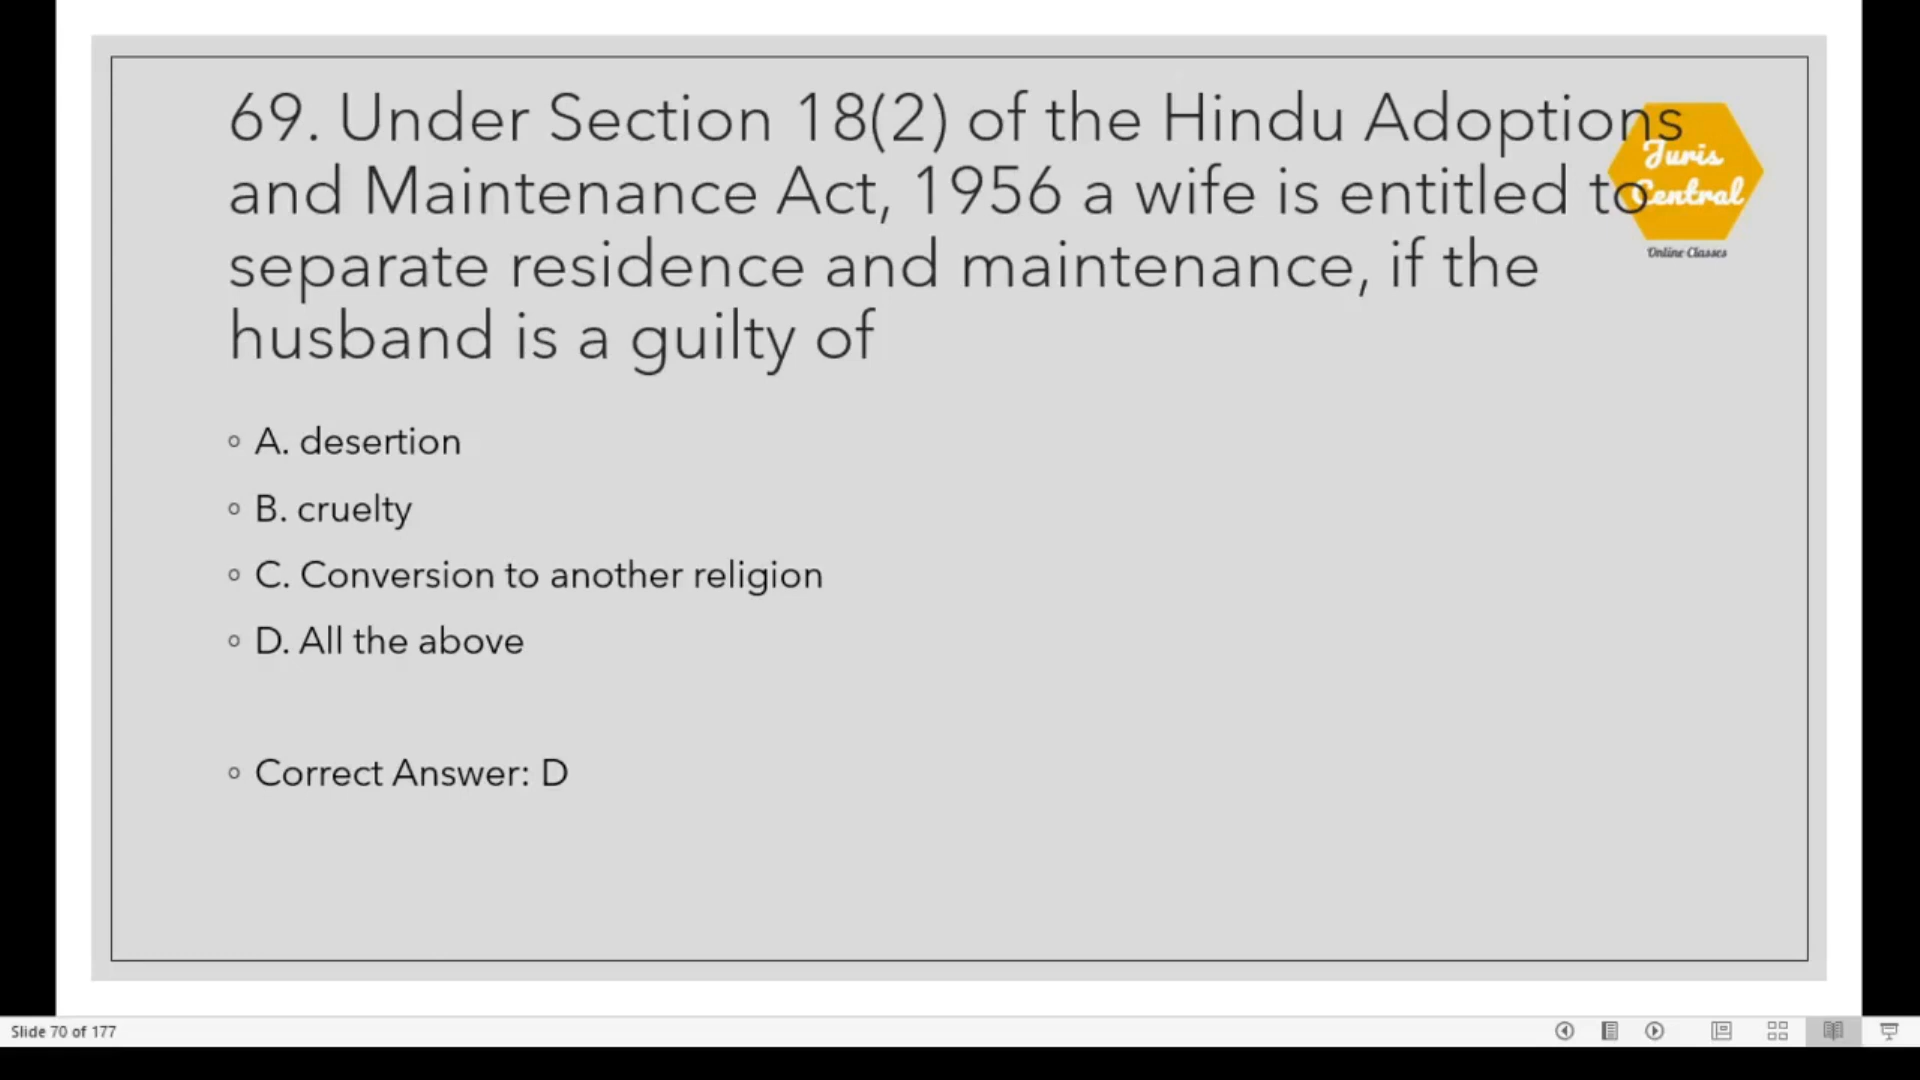 69. Under Section 18(2) of the Hindu Adoptions
and Maintenance Act, 1956 a wife is entitled to
separate residence and maintenance, if the
husband is a guilty of
Juris
Central
Online Classes
A. desertion
B. cruelty
C. Conversion to another religion
D. All the above
Correct Answer: D
Slide 70 of 177